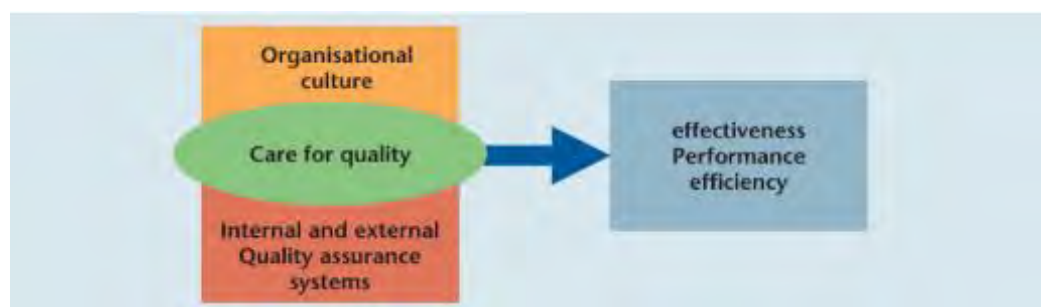 Organisational
culture
Care for quality
Internal and external
Quality assurance
systems
effectiveness
Performance
efficiency